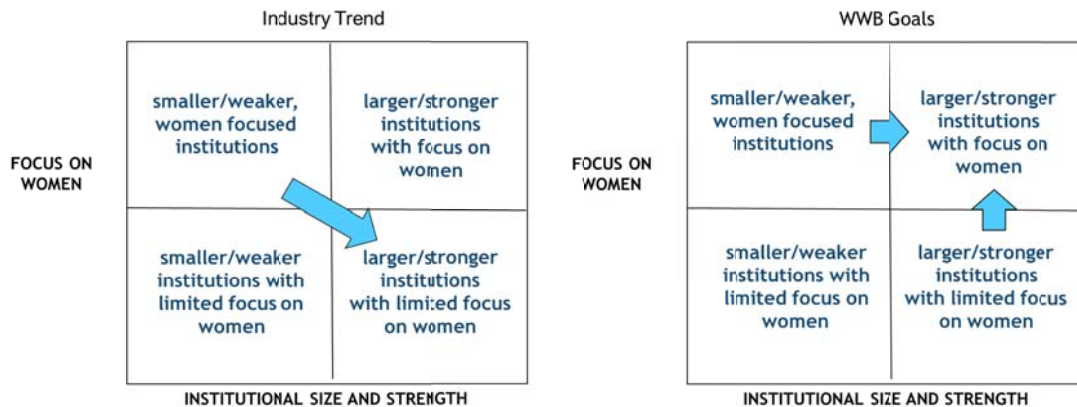 Industry Trend
FOCUS ON
WOMEN
smaller/weaker,
women focused
institutions
larger/stronger
institutions
with focus on
women
smaller/weaker
institutions with
limited focus on
women
larger/stronger
institutions
with limited focus
on women
INSTITUTIONAL SIZE AND STRENGTH
WWB Goals
FOCUS ON
WOMEN
smaller/weaker,
women focused
institutions
larger/stronger
institutions
with focus on
women
smaller/weaker
institutions with
limited focus on
women
larger/stronger
institutions
with limited focus
on women
INSTITUTIONAL SIZE AND STRENGTH